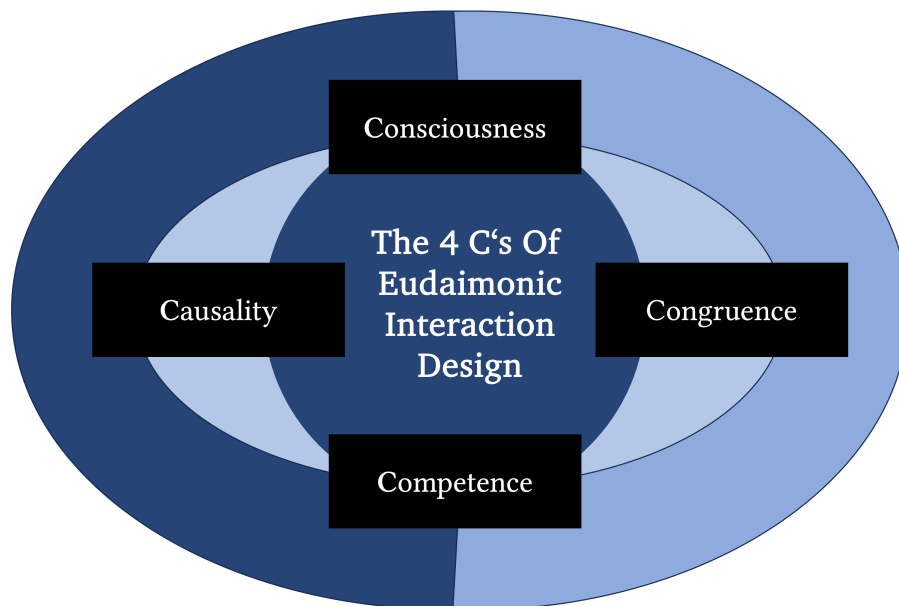 Consciousness
The 4 C‘s Of
Eudaimonic
Interaction
Design
Causality
Congruence
Competence